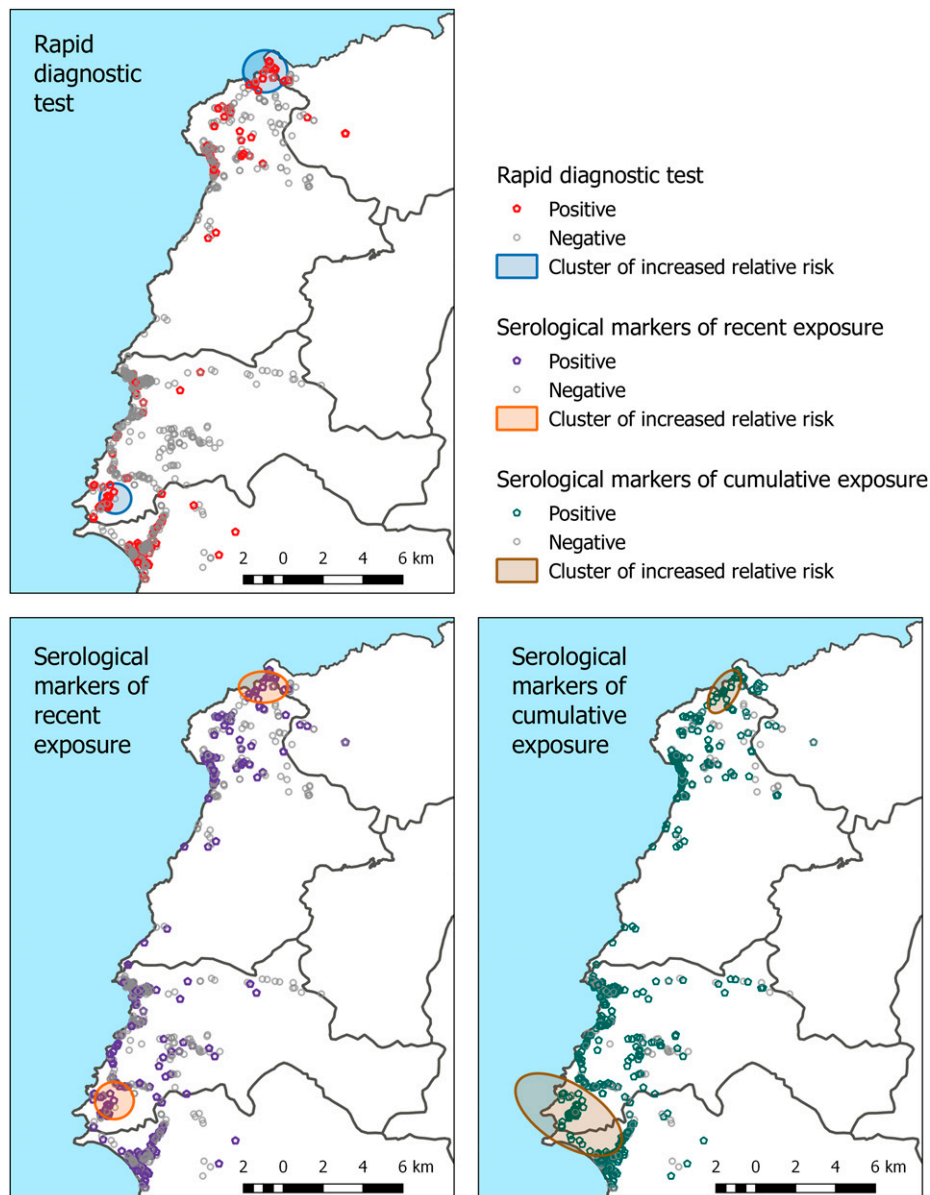 Rapid
diagnostic
test
2 0 2 4 6 km
Rapid diagnostic test
Positive
Negative
Cluster of increased relative risk
Serological markers of recent exposure
Positive
Negative
Cluster of increased relative risk
Serological markers of cumulative exposure
Positive
Negative
Cluster of increased relative risk
Serological
markers of
recent
exposure
2 0 2 4 6 km
Serological
markers of
cumulative
exposure
2 0 2 4 6 km